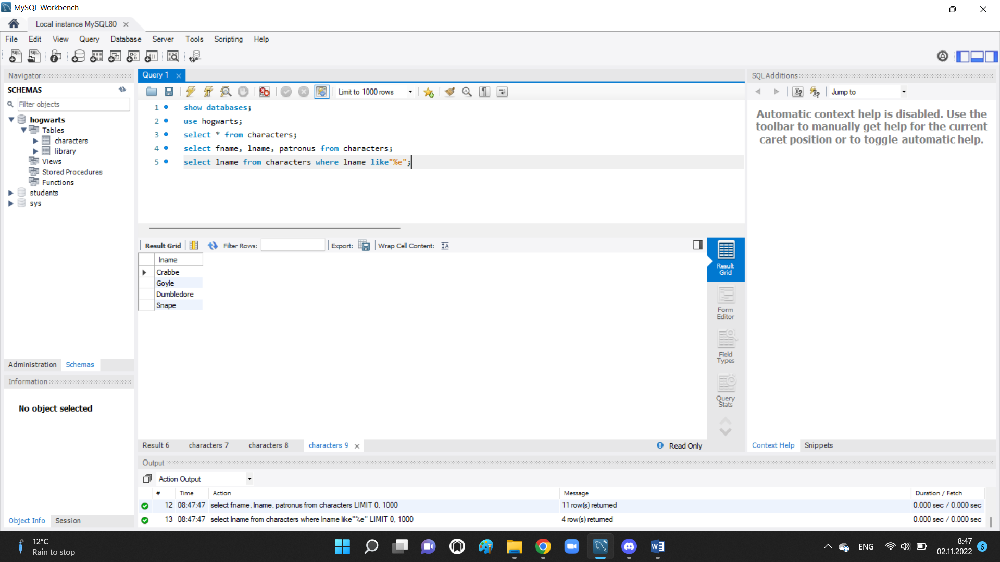 MySQL Workbench
Local instance MySQL80
File Edit View Query Database Server Tools Scripting Help
Navigator
SCHEMAS
Filter objects
hogwarts
Tables
characters
library
Views
Stored Procedures
Functions
students
sys
Administration Schemas
Information
No object selected
Object Info Session
Query 1
Limit to 1000 rows
1 show databases;
2 use hogwarts;
3 select * from characters;
4 select fname, lname, patronus from characters;
5 select lname from characters where lname like"%e";
Result Grid Filter Rows: Export: Wrap Cell Content:
lname
Crabbe
Goyle
Dumbledore
Snape
Result
Grid
Form
Editor
Field
Types
Query
Stats
Result 6 characters 7 characters 8 characters 9 Read Only
SQLAdditions
Jump to
Automatic context help is disabled. Use the
toolbar to manually get help for the current
caret position or to toggle automatic help.
Context Help Snippets
Output
Action Output
# Time Action Message Duration / Fetch
12 08:47:47 select fname, lname, patronus from characters LIMIT 0, 1000 11 row(s) returned 0.000 sec / 0.000 sec
13 08:47:47 select lname from characters where lname like"%e" LIMIT 0, 1000 4 row(s) returned 0.000 sec / 0.000 sec
12°C
Rain to stop
ENG
8:47
02.11.2022
6